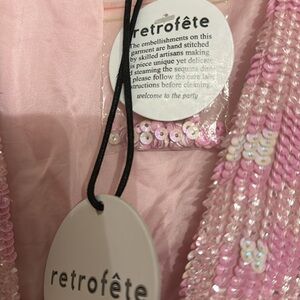 retrofête
The embellishments on this
garment are hand stitched
by skilled artisans making
is piece unique yet delicate
steaming the sequins
please follow the care label
instructions before cleaning.
welcome to the party
retrofête